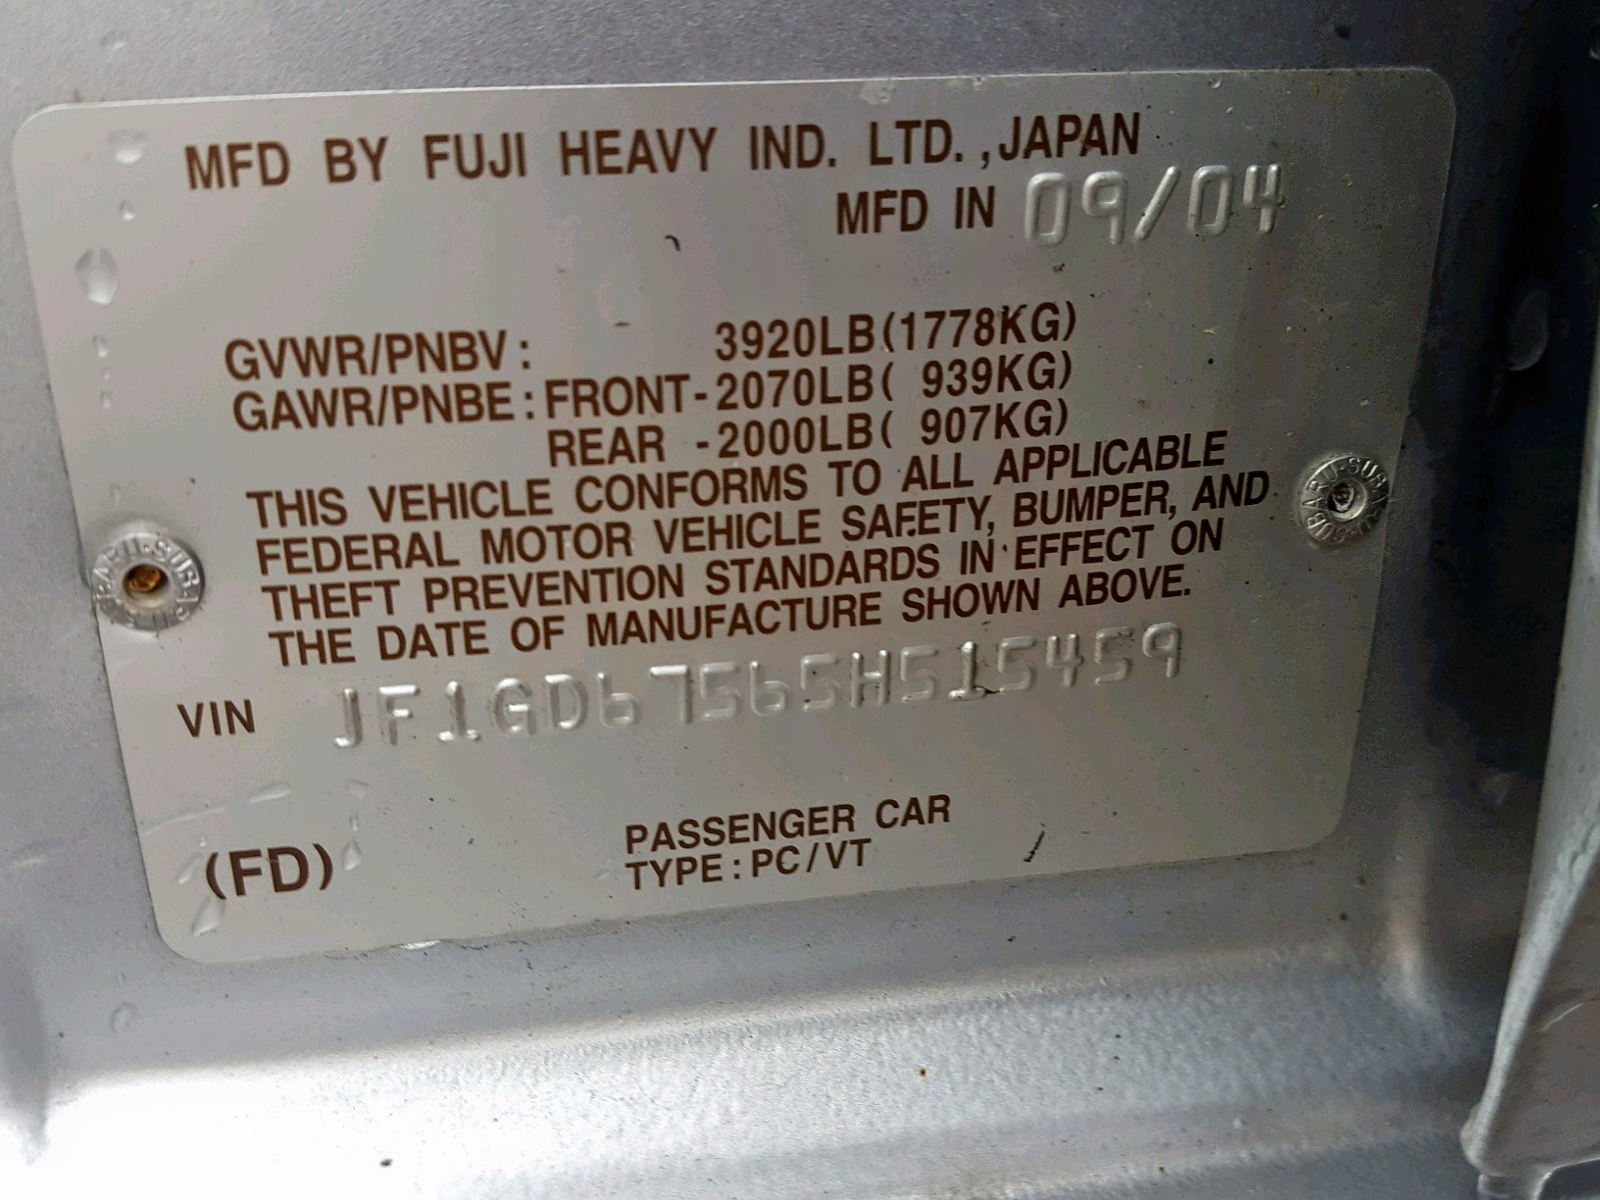 MFD BY FUJI HEAVY IND. LTD. ,JAPAN
MFD IN 09/04
GVWR/PNBV : 3920LB(1778KG)
GAWR/PNBE : FRONT-2070LB( 939KG)
REAR -2000LB( 907KG)
THIS VEHICLE CONFORMS TO ALL APPLICABLE
FEDERAL MOTOR VEHICLE SAFETY, BUMPER, AND
THEFT PREVENTION STANDARDS IN EFFECT ON
THE DATE OF MANUFACTURE SHOWN ABOVE.
VIN JF1GD67565H515459
(FD)
PASSENGER CAR
TYPE : PC/VT